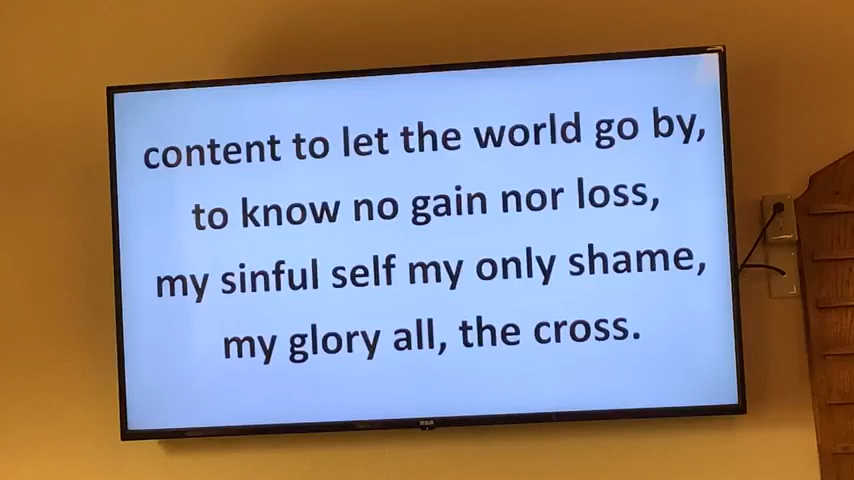 content to let the world go by,
to know no gain nor loss,
my sinful self my only shame,
my glory all, the cross.
RCA